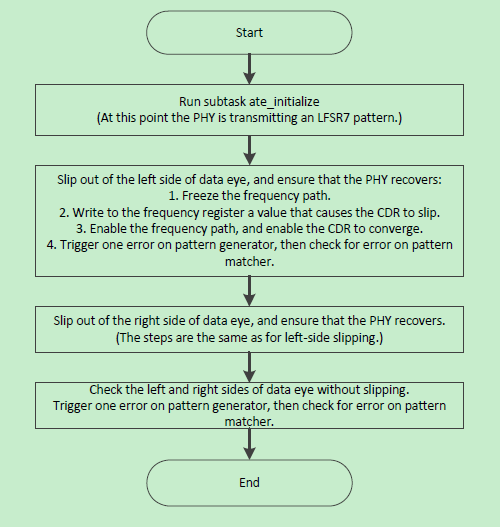 Start
Run subtask ate_initialize
(At this point the PHY is transmitting an LFSR7 pattern.)
Slip out of the left side of data eye, and ensure that the PHY recovers:
1. Freeze the frequency path.
2. Write to the frequency register a value that causes the CDR to slip.
3. Enable the frequency path, and enable the CDR to converge.
4. Trigger one error on pattern generator, then check for error on pattern
matcher.
Slip out of the right side of data eye, and ensure that the PHY recovers.
(The steps are the same as for left-side slipping.)
Check the left and right sides of data eye without slipping.
Trigger one error on pattern generator, then check for error on pattern
matcher.
End